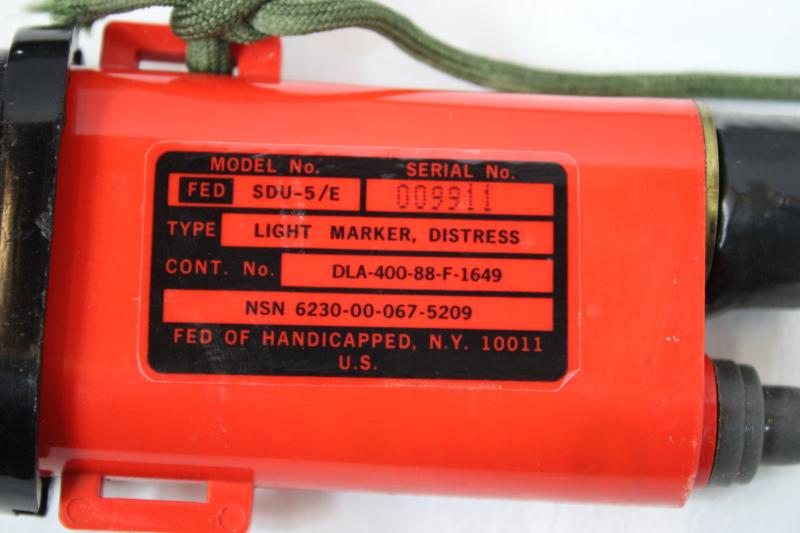 MODEL No. SERIAL No.
FED SDU-5/E 009911
TYPE LIGHT MARKER, DISTRESS
CONT. No. DLA-400-88-F-1649
NSN 6230-00-067-5209
FED OF HANDICAPPED, N.Y. 10011
U.S.